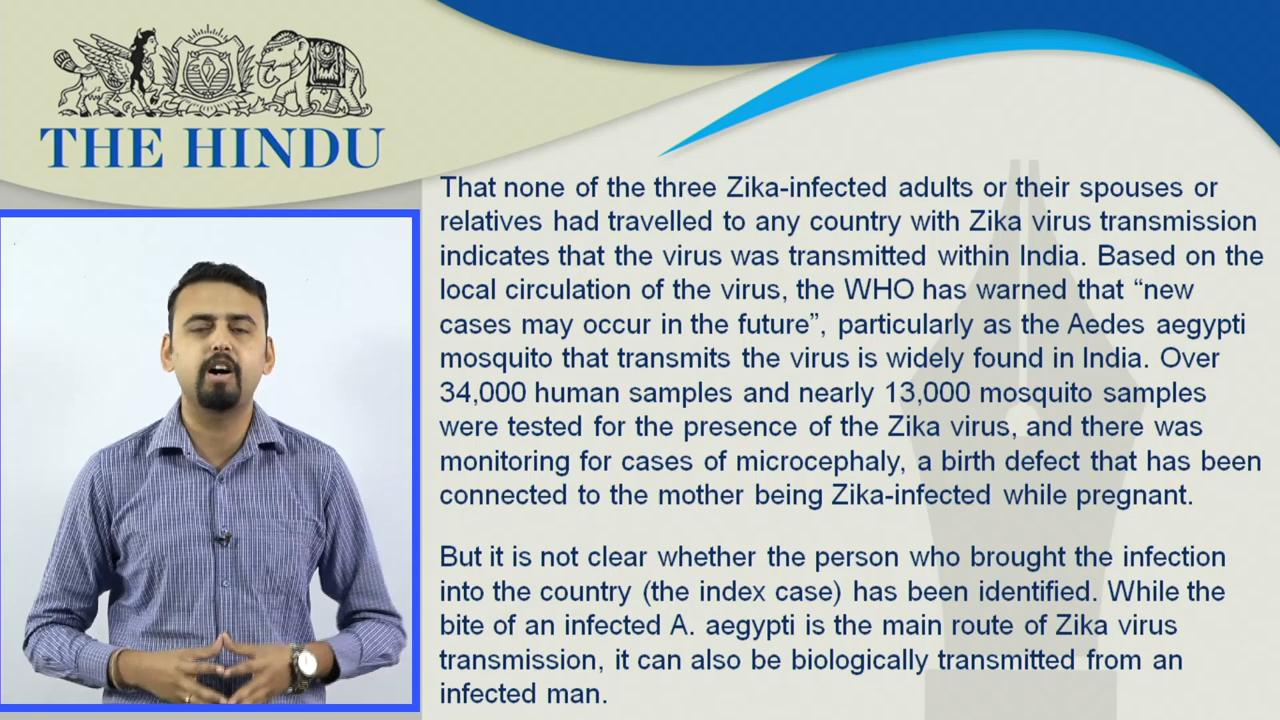 THE HINDU
That none of the three Zika-infected adults or their spouses or
relatives had travelled to any country with Zika virus transmission
indicates that the virus was transmitted within India. Based on the
local circulation of the virus, the WHO has warned that “new
cases may occur in the future”, particularly as the Aedes aegypti
mosquito that transmits the virus is widely found in India. Over
34,000 human samples and nearly 13,000 mosquito samples
were tested for the presence of the Zika virus, and there was
monitoring for cases of microcephaly, a birth defect that has been
connected to the mother being Zika-infected while pregnant.
But it is not clear whether the person who brought the infection
into the country (the index case) has been identified. While the
bite of an infected A. aegypti is the main route of Zika virus
transmission, it can also be biologically transmitted from an
infected man.